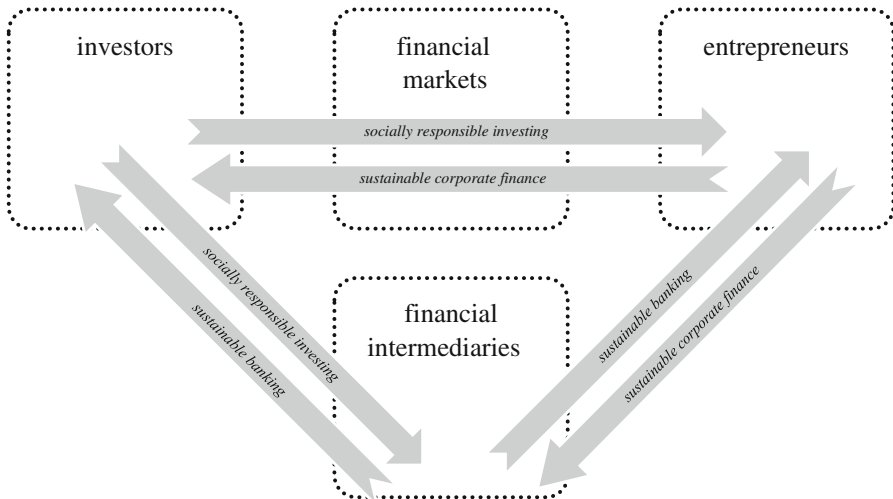 investors
financial
markets
entrepreneurs
socially responsible investing
sustainable corporate finance
socially responsible investing
sustainable banking
financial
intermediaries
sustainable banking
sustainable corporate finance